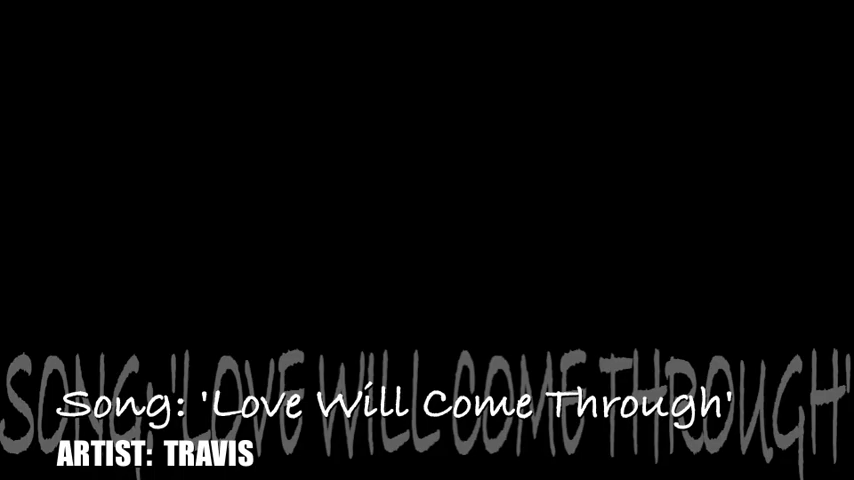 SONG: 'LOVE WILL COME THROUGH'
Song: 'Love Will Come Through'
ARTIST: TRAVIS